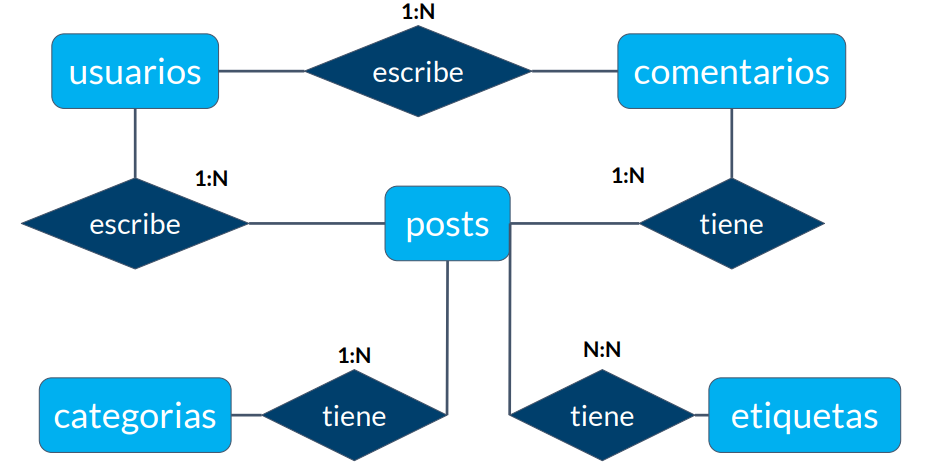 1:N
usuarios
escribe
comentarios
1:N
1:N
escribe
posts
tiene
1:N
N:N
categorias
tiene
tiene
etiquetas